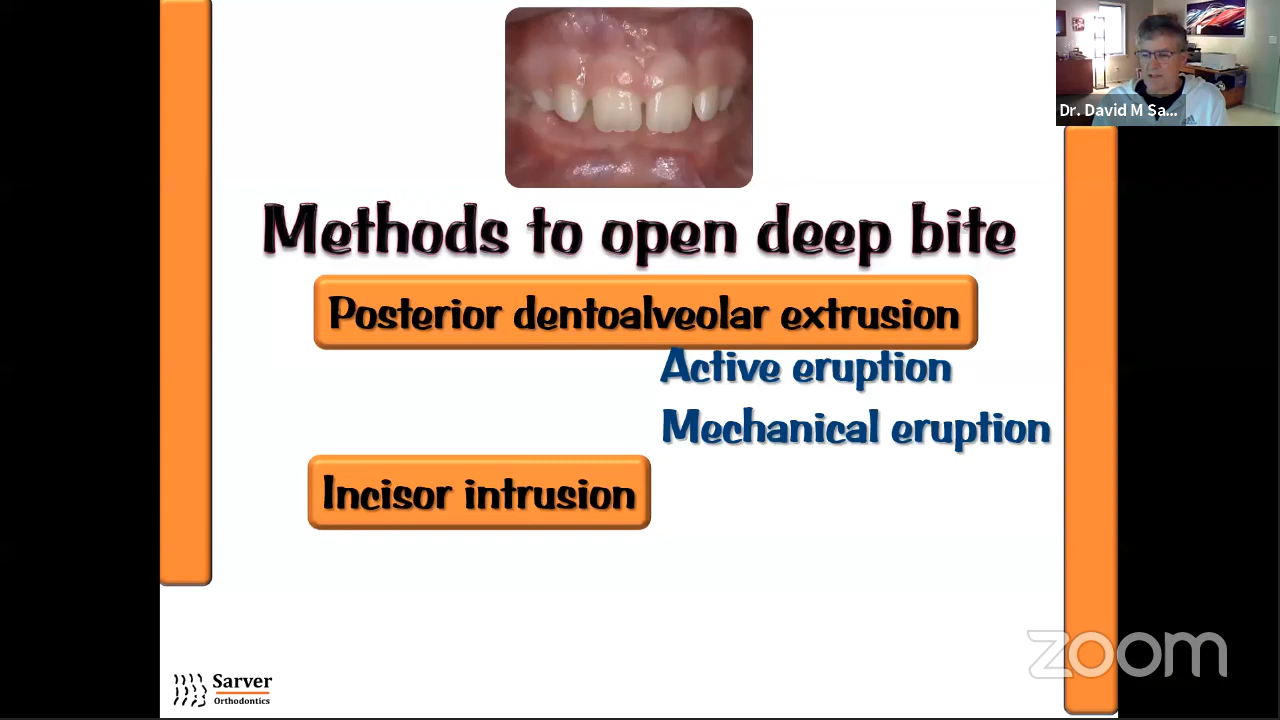 Dr. David M Sa...
Methods to open deep bite
Posterior dentoalveolar extrusion
Active eruption
Mechanical eruption
Incisor intrusion
zoom
Sarver
Orthodontics